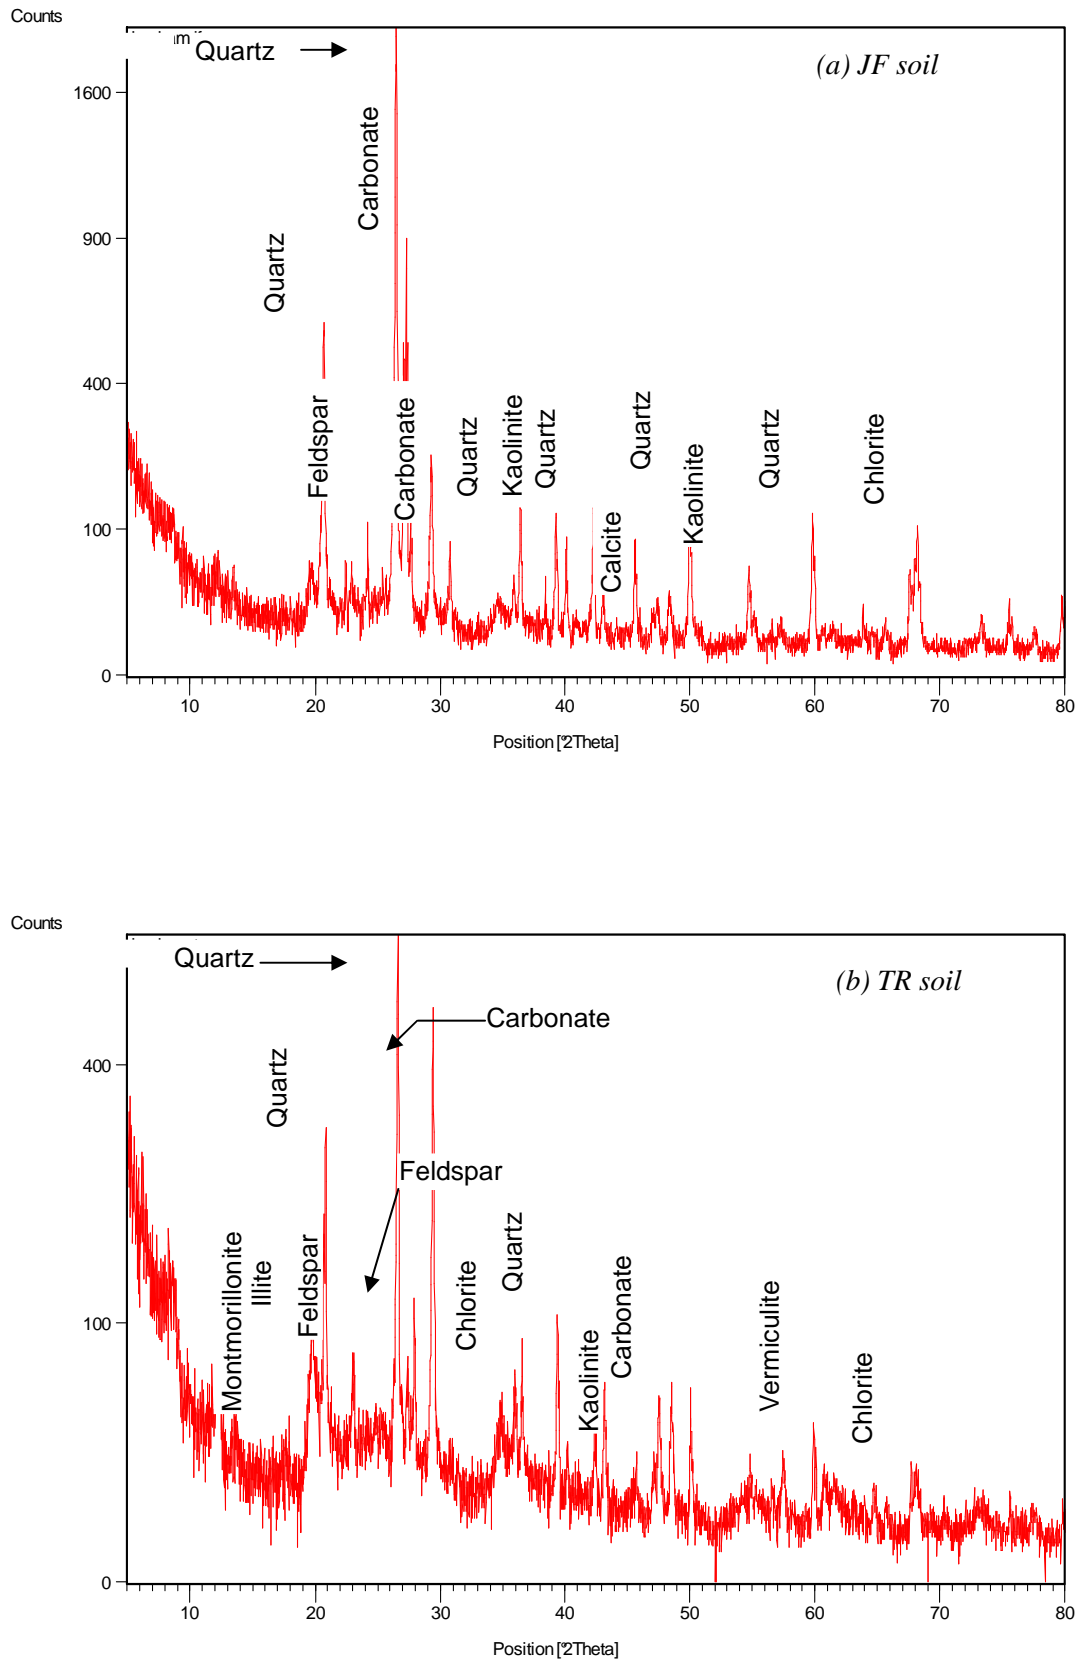 Counts
Quartz
(a) JF soil
1600
Carbonate
900
Quartz
400
Feldspar
Carbonate
Quartz
Kaolinite
Quartz
Quartz
Kaolinite
Quartz
Chlorite
Calcite
100
0
10 20 30 40 50 60 70 80
Position [°2Theta]
Counts
Quartz
(b) TR soil
Carbonate
400
Quartz
Feldspar
Montmorillonite
Illite
Feldspar
Chlorite
Quartz
Kaolinite
Carbonate
Vermiculite
Chlorite
100
0
10 20 30 40 50 60 70 80
Position [°2Theta]